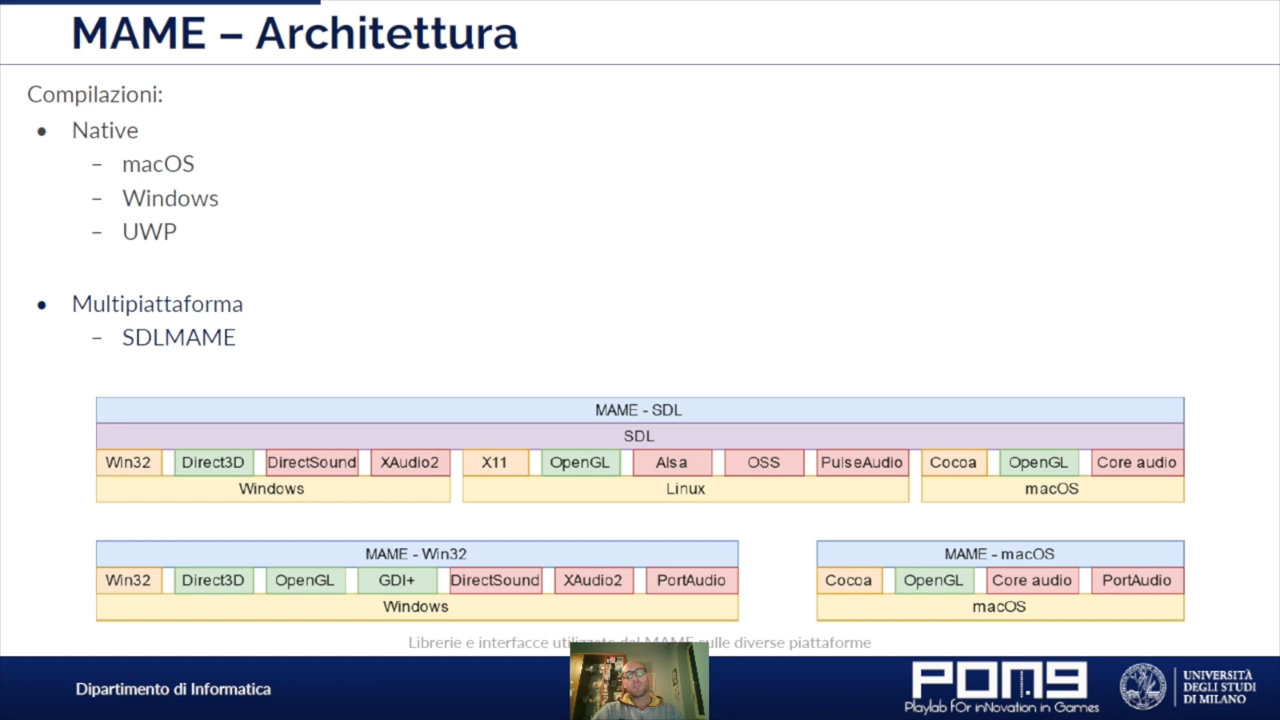 MAME – Architettura
Compilazioni:
• Native
– macOS
– Windows
– UWP
• Multipiattaforma
– SDLMAME
MAME - SDL
SDL
Win32 Direct3D DirectSound XAudio2 X11 OpenGL Alsa OSS PulseAudio Cocoa OpenGL Core audio
Windows Linux macOS
MAME - Win32 MAME - macOS
Win32 Direct3D OpenGL GDI+ DirectSound XAudio2 PortAudio Cocoa OpenGL Core audio PortAudio
Windows macOS
Librerie e interfacce utilizzate dal MAME sulle diverse piattaforme
Dipartimento di Informatica
PONG
Playlab fOr inNovation in Games
UNIVERSITÀ
DEGLI STUDI
DI MILANO